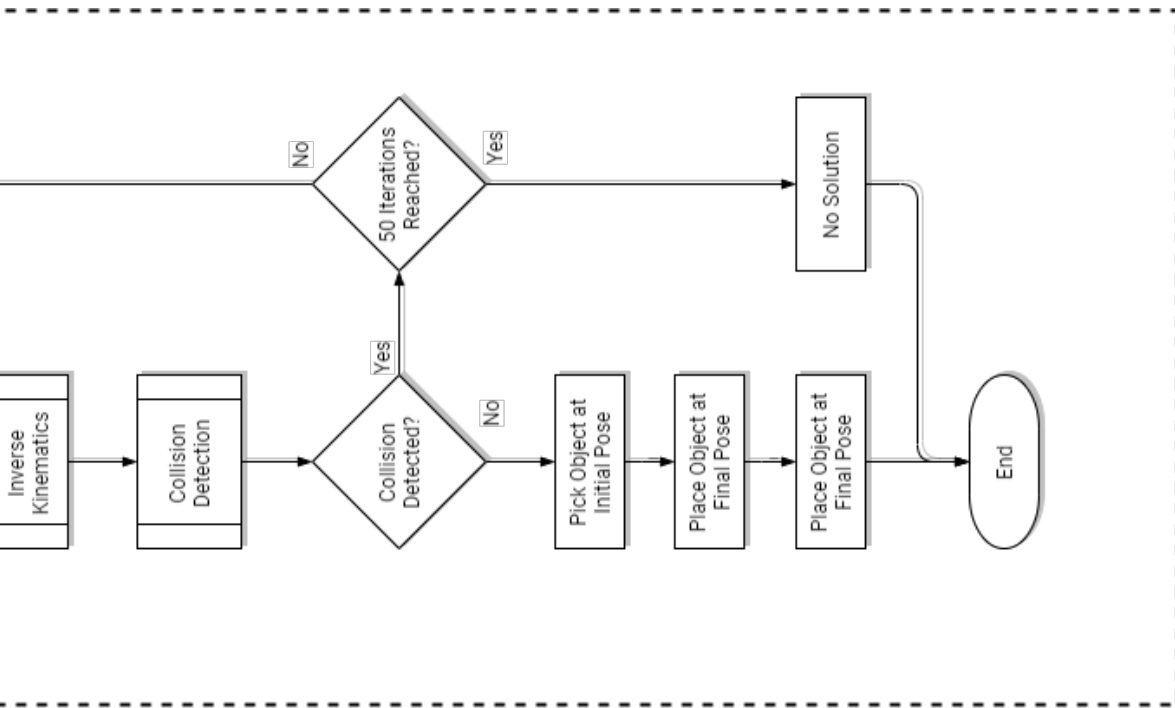 Inverse
Kinematics
Collision
Detection
Collision
Detected?
Yes
No
50 Iterations
Reached?
No
Yes
Pick Object at
Initial Pose
Place Object at
Final Pose
Place Object at
Final Pose
No Solution
End